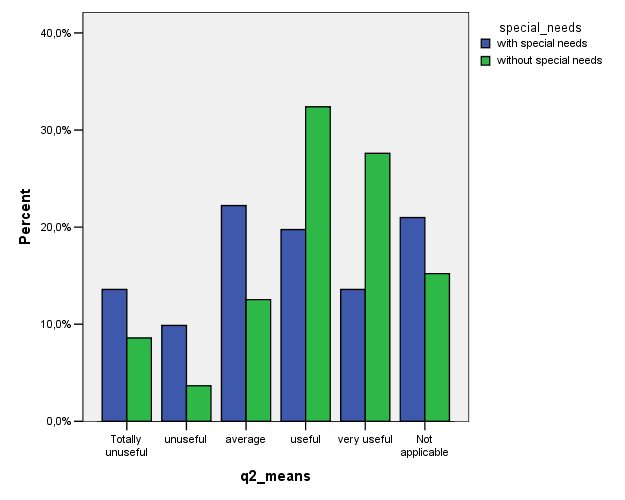 special_needs
with special needs
without special needs
40,0%
30,0%
20,0%
10,0%
0,0%
Percent
Totally
unuseful
unuseful
average
useful
very useful
Not
applicable
q2_means